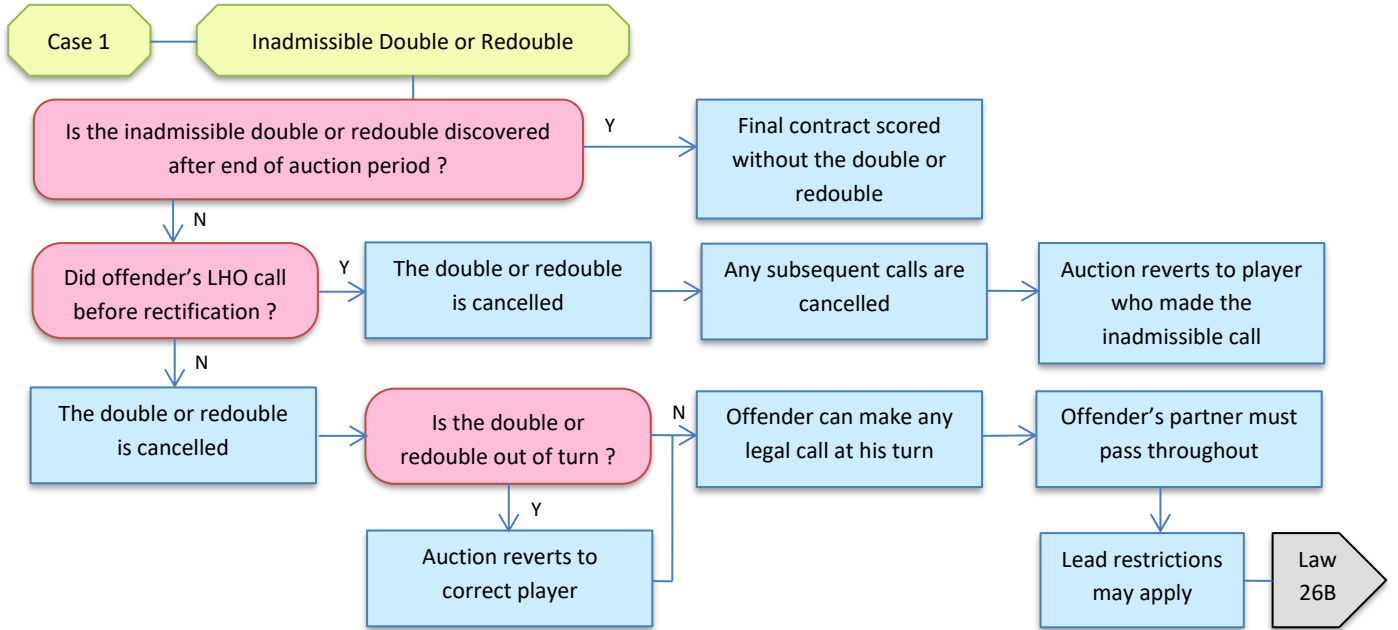 Case 1
Inadmissible Double or Redouble
Is the inadmissible double or redouble discovered
after end of auction period ?
Y
Final contract scored
without the double or
redouble
N
Did offender’s LHO call
before rectification ?
Y
The double or redouble
is cancelled
Any subsequent calls are
cancelled
Auction reverts to player
who made the
inadmissible call
N
The double or redouble
is cancelled
Is the double or
redouble out of turn ?
N
Offender can make any
legal call at his turn
Offender’s partner must
pass throughout
Y
Auction reverts to
correct player
Lead restrictions
may apply
Law
26B